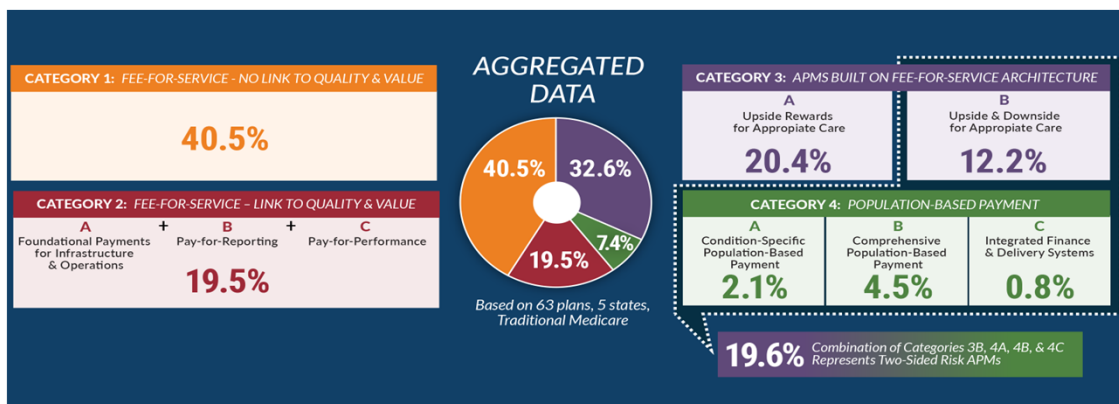 CATEGORY 1: FEE-FOR-SERVICE - NO LINK TO QUALITY & VALUE
40.5%
CATEGORY 2: FEE-FOR-SERVICE – LINK TO QUALITY & VALUE
A + B + C
Foundational Payments
for Infrastructure
& Operations
Pay-for-Reporting
Pay-for-Performance
19.5%
AGGREGATED
DATA
40.5%
32.6%
7.4%
19.5%
Based on 63 plans, 5 states,
Traditional Medicare
CATEGORY 3: APMS BUILT ON FEE-FOR-SERVICE ARCHITECTURE
A
Upside Rewards
for Appropiate Care
20.4%
B
Upside & Downside
for Appropiate Care
12.2%
CATEGORY 4: POPULATION-BASED PAYMENT
A
Condition-Specific
Population-Based
Payment
2.1%
B
Comprehensive
Population-Based
Payment
4.5%
C
Integrated Finance
& Delivery Systems
0.8%
19.6%
Combination of Categories 3B, 4A, 4B, & 4C
Represents Two-Sided Risk APMs